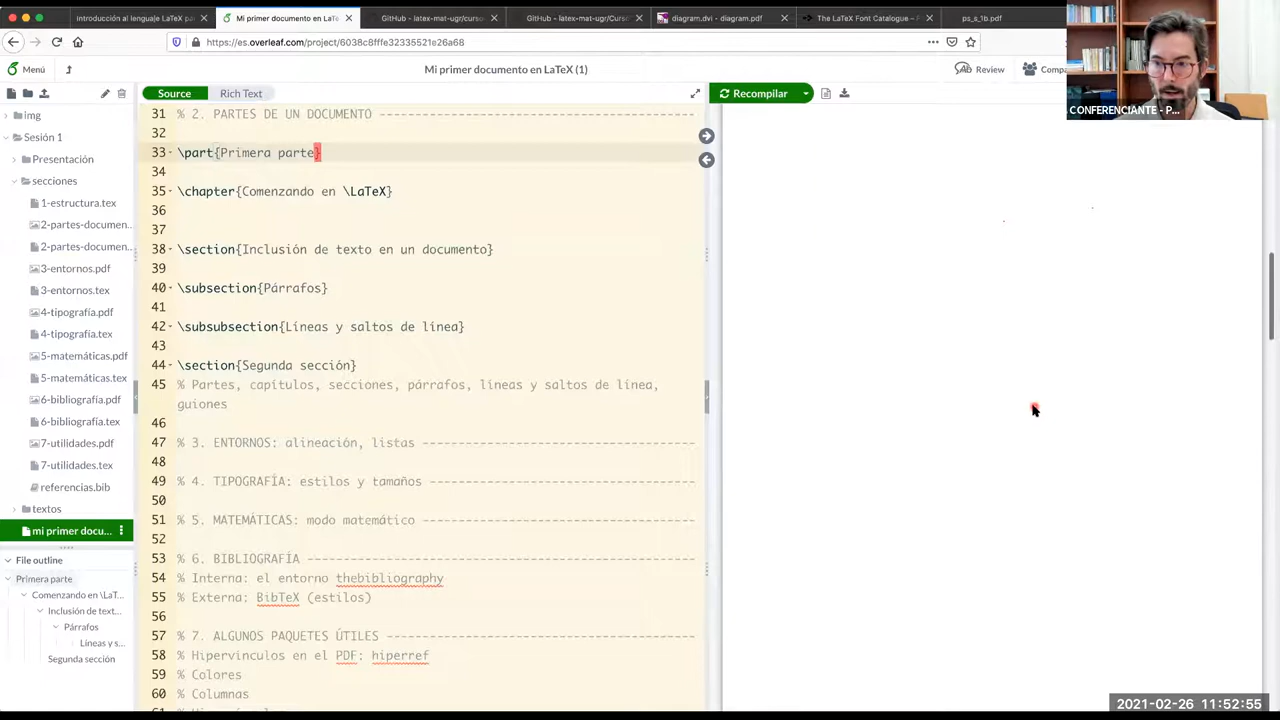 introducción al lenguaje LaTeX pa
Mi primer documento en LaTe
GitHub - latex-mat-ugr/curso
GitHub - latex-mat-ugr/Curso:
diagram.dvi - diagram.pdf
The LaTeX Font Catalogue – F
ps_s_1b.pdf
https://es.overleaf.com/project/6038c8fffe32335521e26a68
Menú
Mi primer documento en LaTeX (1)
Review
Compa
Source
Rich Text
Recompilar
CONFERENCIANTE - P...
img
Sesión 1
Presentación
secciones
1-estructura.tex
2-partes-documen...
2-partes-documen...
3-entornos.pdf
3-entornos.tex
4-tipografía.pdf
4-tipografía.tex
5-matemáticas.pdf
5-matemáticas.tex
6-bibliografía.pdf
6-bibliografía.tex
7-utilidades.pdf
7-utilidades.tex
referencias.bib
textos
mi primer docu...
File outline
Primera parte
Comenzando en \LaT...
Inclusión de text...
Párrafos
Líneas y s...
Segunda sección
31 % 2. PARTES DE UN DOCUMENTO --------------------------------------------
32
33 \part{Primera parte}
34
35 \chapter{Comenzando en \LaTeX}
36
37
38 \section{Inclusión de texto en un documento}
39
40 \subsection{Párrafos}
41
42 \subsubsection{Líneas y saltos de línea}
43
44 \section{Segunda sección}
45 % Partes, capítulos, secciones, párrafos, líneas y saltos de línea,
guiones
46
47 % 3. ENTORNOS: alineación, listas ---------------------------------------
48
49 % 4. TIPOGRAFÍA: estilos y tamaños --------------------------------------
50
51 % 5. MATEMÁTICAS: modo matemático ---------------------------------------
52
53 % 6. BIBLIOGRAFÍA ------------------------------------------------------
54 % Interna: el entorno thebibliography
55 % Externa: BibTeX (estilos)
56
57 % 7. ALGUNOS PAQUETES ÚTILES --------------------------------------------
58 % Hipervínculos en el PDF: hiperref
59 % Colores
60 % Columnas
2021-02-26 11:52:55